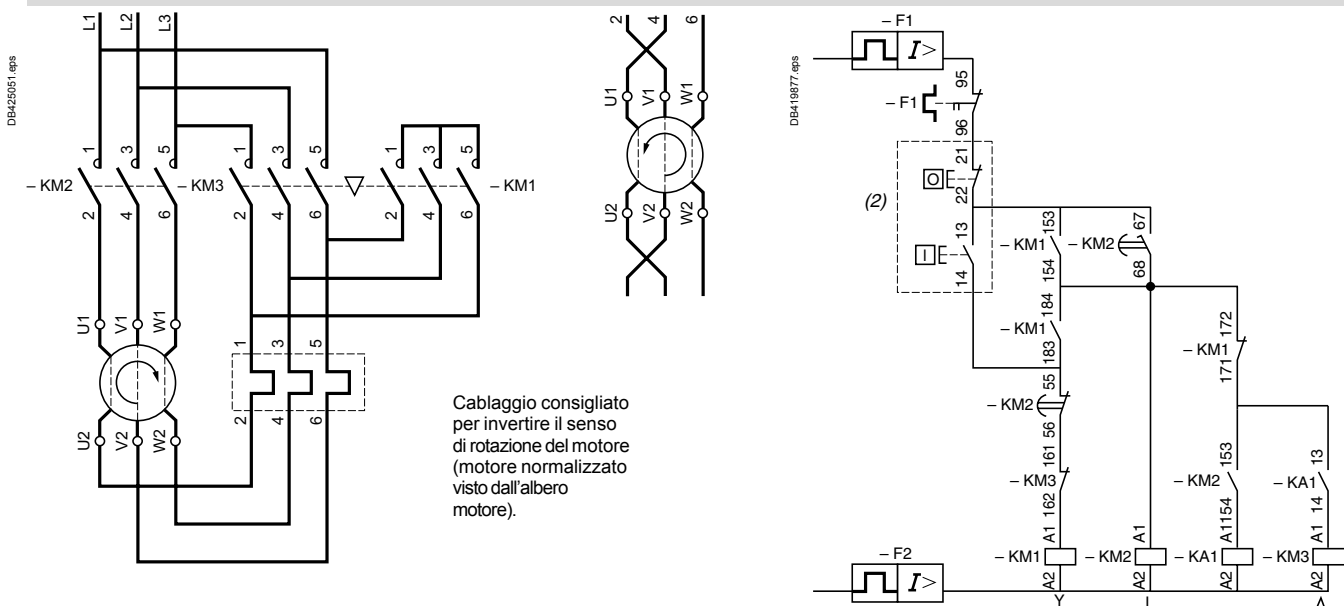 DB425051.eps
L1
L2
L3
1
3
5
1
3
5
1
3
5
– KM2
– KM3
– KM1
2
4
6
2
4
6
2
4
6
U1
V1
W1
1
3
5
2
4
6
U2
V2
W2
2
4
6
U1
V1
W1
U2
V2
W2
Cablaggio consigliato
per invertire il senso
di rotazione del motore
(motore normalizzato
visto dall’albero
motore).
DB419877.eps
– F1
I >
95
– F1
96
21
O
22
(2)
13
I
14
153
– KM1
154
67
– KM2
68
184
– KM1
183
172
– KM1
171
55
– KM2
56
161
– KM3
162
153
– KM2
154
13
– KA1
14
A1
A1
A1
A1
– KM1
– KM2
– KA1
– KM3
A2
A2
A2
A2
– F2
I >
Y
L